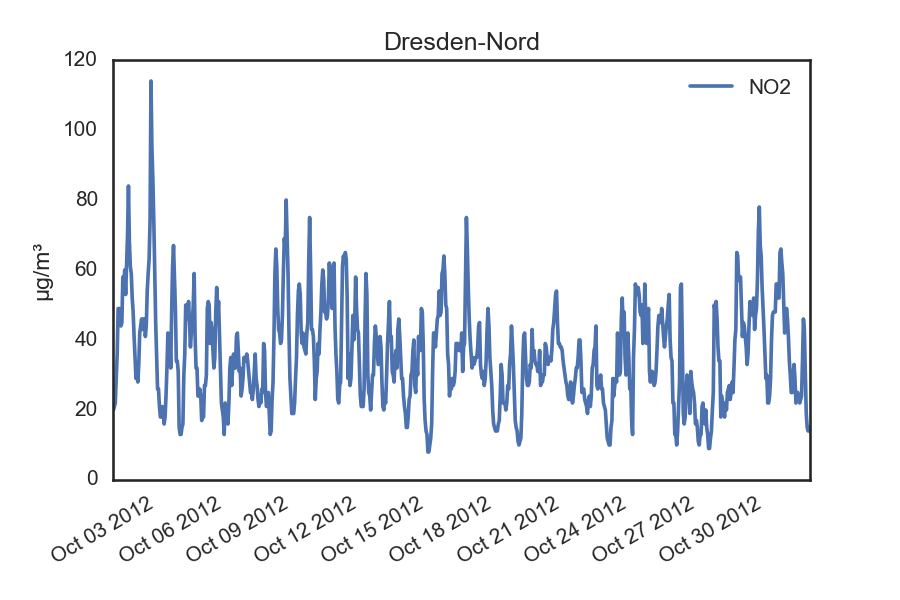 Dresden-Nord
120
100
80
60
40
20
0
µg/m³
NO2
Oct 03 2012
Oct 06 2012
Oct 09 2012
Oct 12 2012
Oct 15 2012
Oct 18 2012
Oct 21 2012
Oct 24 2012
Oct 27 2012
Oct 30 2012